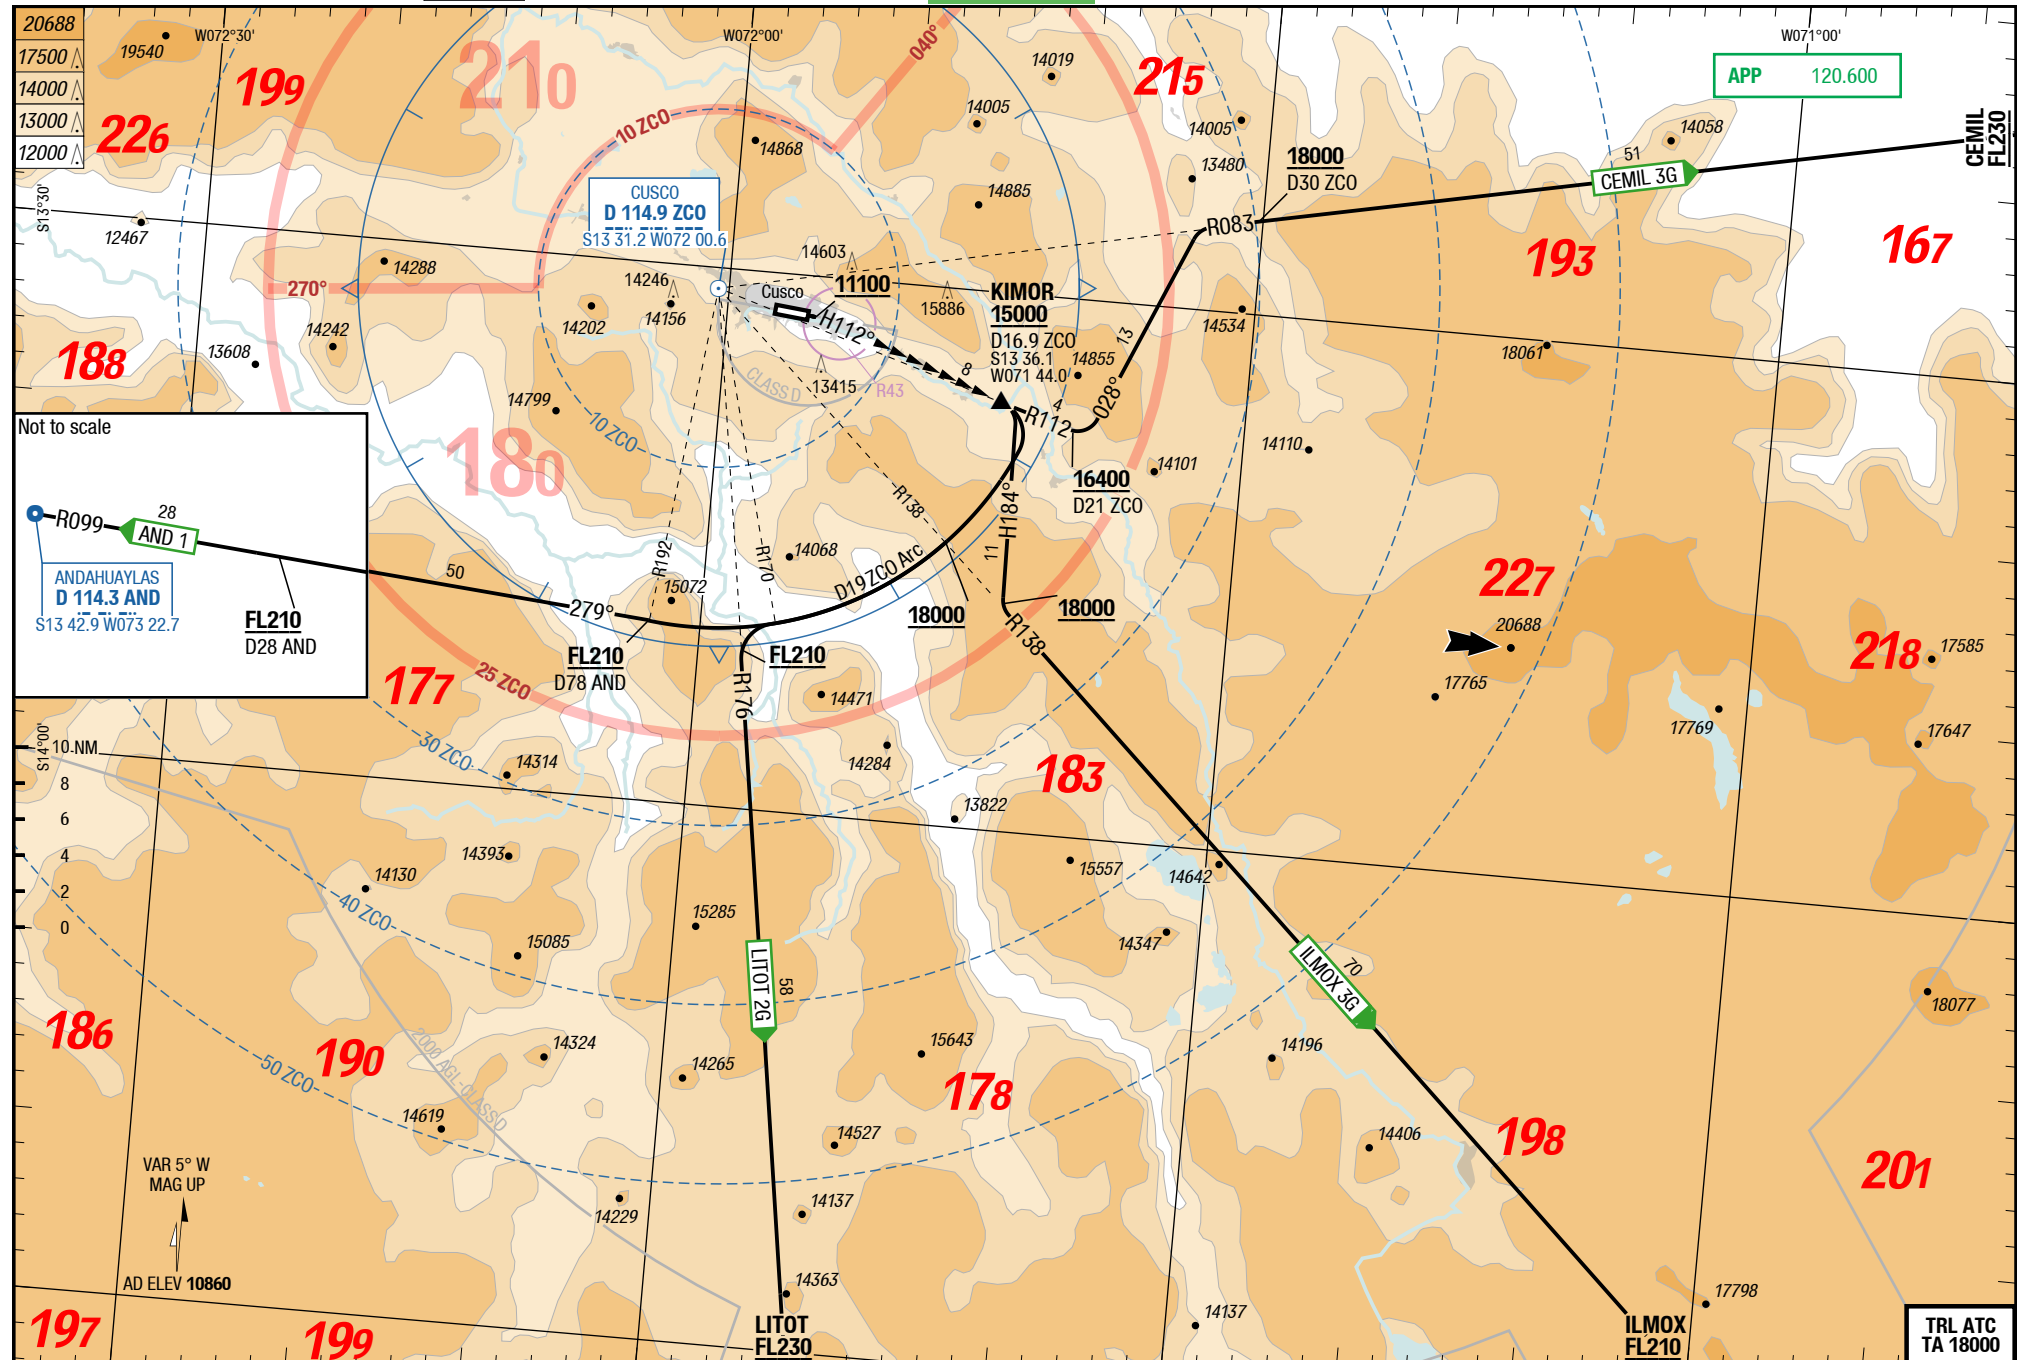 20688
17500
14000
13000
12000
19540
W072°30'
W072°00'
W071°00'
199
210
040°
14019
215
APP 120.600
226
10 ZCO
14868
14005
14005
14058
CEMIL
FL230
51
CEMIL 3G
18000
D30 ZCO
13480
S13°30'
12467
CUSCO
D 114.9 ZCO
S13 31.2 W072 00.6
14885
R083
193
167
14288
270°
14603
14246
14156
Cusco
11100
15886
KIMOR
15000
D16.9 ZCO
S13 36.1
W071 44.0
14202
14242
H112°
8
14855
13
14534
18061
188
13608
CLASS D
13415
R43
14799
10 ZCO
028°
4
R112
Not to scale
180
14110
14101
16400
D21 ZCO
R138
H184°
11
28
R099
AND 1
ANDAHUAYLAS
D 114.3 AND
S13 42.9 W073 22.7
FL210
D28 AND
50
279°
R192
R170
14068
15072
D19 ZCO Arc
18000
18000
R138
227
20688
218
17585
17765
17769
17647
FL210
D78 AND
FL210
R176
177
25 ZCO
14471
S14°00'
10 NM
8
6
4
2
0
30 ZCO
14314
14284
183
13822
14393
14130
15557
14642
40 ZCO
15285
15085
14347
LITOT 2G
58
ILMOX 3G
70
18077
186
190
2000 AGL-CLASS D
50 ZCO
14324
14265
15643
14196
178
14619
14527
14406
198
201
VAR 5° W
MAG UP
14229
14137
AD ELEV 10860
14363
17798
14137
197
199
LITOT
FL230
ILMOX
FL210
TRL ATC
TA 18000